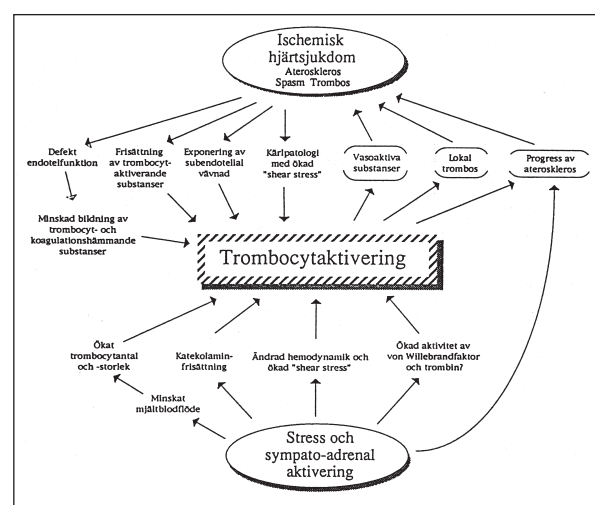 Ischemisk
hjärtsjukdom
Ateroskleros
Spasm Trombos
Defekt
endotelfunktion
Frisättning
av trombocyt-
aktiverande
substanser
Exponering av
subendotelial
vävnad
Kärlpatologi
med ökad
"shear stress"
Vasoaktiva
substanser
Lokal
trombos
Progress av
ateroskleros
Minskad bildning av
trombocyt- och
koagulationshämmande
substanser
Trombocytaktivering
Ökat
trombocytantal
och -storlek
Katekolamin-
frisättning
Ändrad hemodynamik och
ökad "shear stress"
Ökad aktivitet av
von Willebrandfaktor
och trombin?
Minskat
mjältblodflöde
Stress och
sympato-adrenal
aktivering